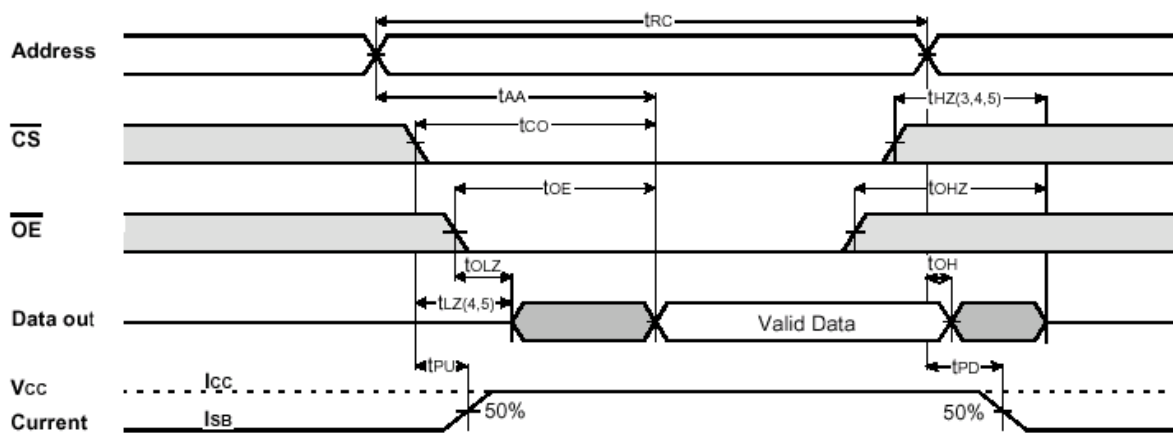 tRC
Address
tAA
tHZ(3,4,5)
tCO
CS
tOE
tOHZ
OE
tOLZ
tOH
tLZ(4,5)
Data out
Valid Data
tPU
tPD
VCC
ICC
50%
50%
Current
ISB